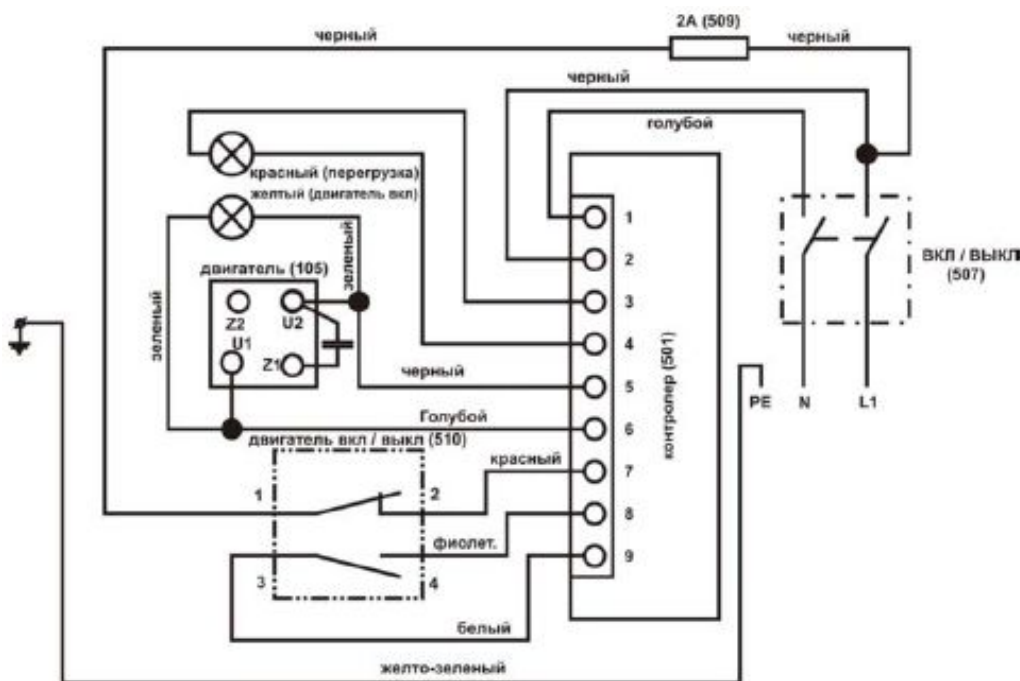 2А (509)
черный
черный
черный
голубой
красный (перегрузка)
желтый (двигатель вкл)
1
ВКЛ / ВЫКЛ
(507)
2
зеленый
двигатель (105)
зеленый
3
Z2
U2
U1
Z1
4
контролер (501)
черный
5
PE
N
L1
Голубой
6
двигатель вкл / выкл (510)
красный
7
1
2
8
фиолет.
9
3
4
белый
желто-зеленый